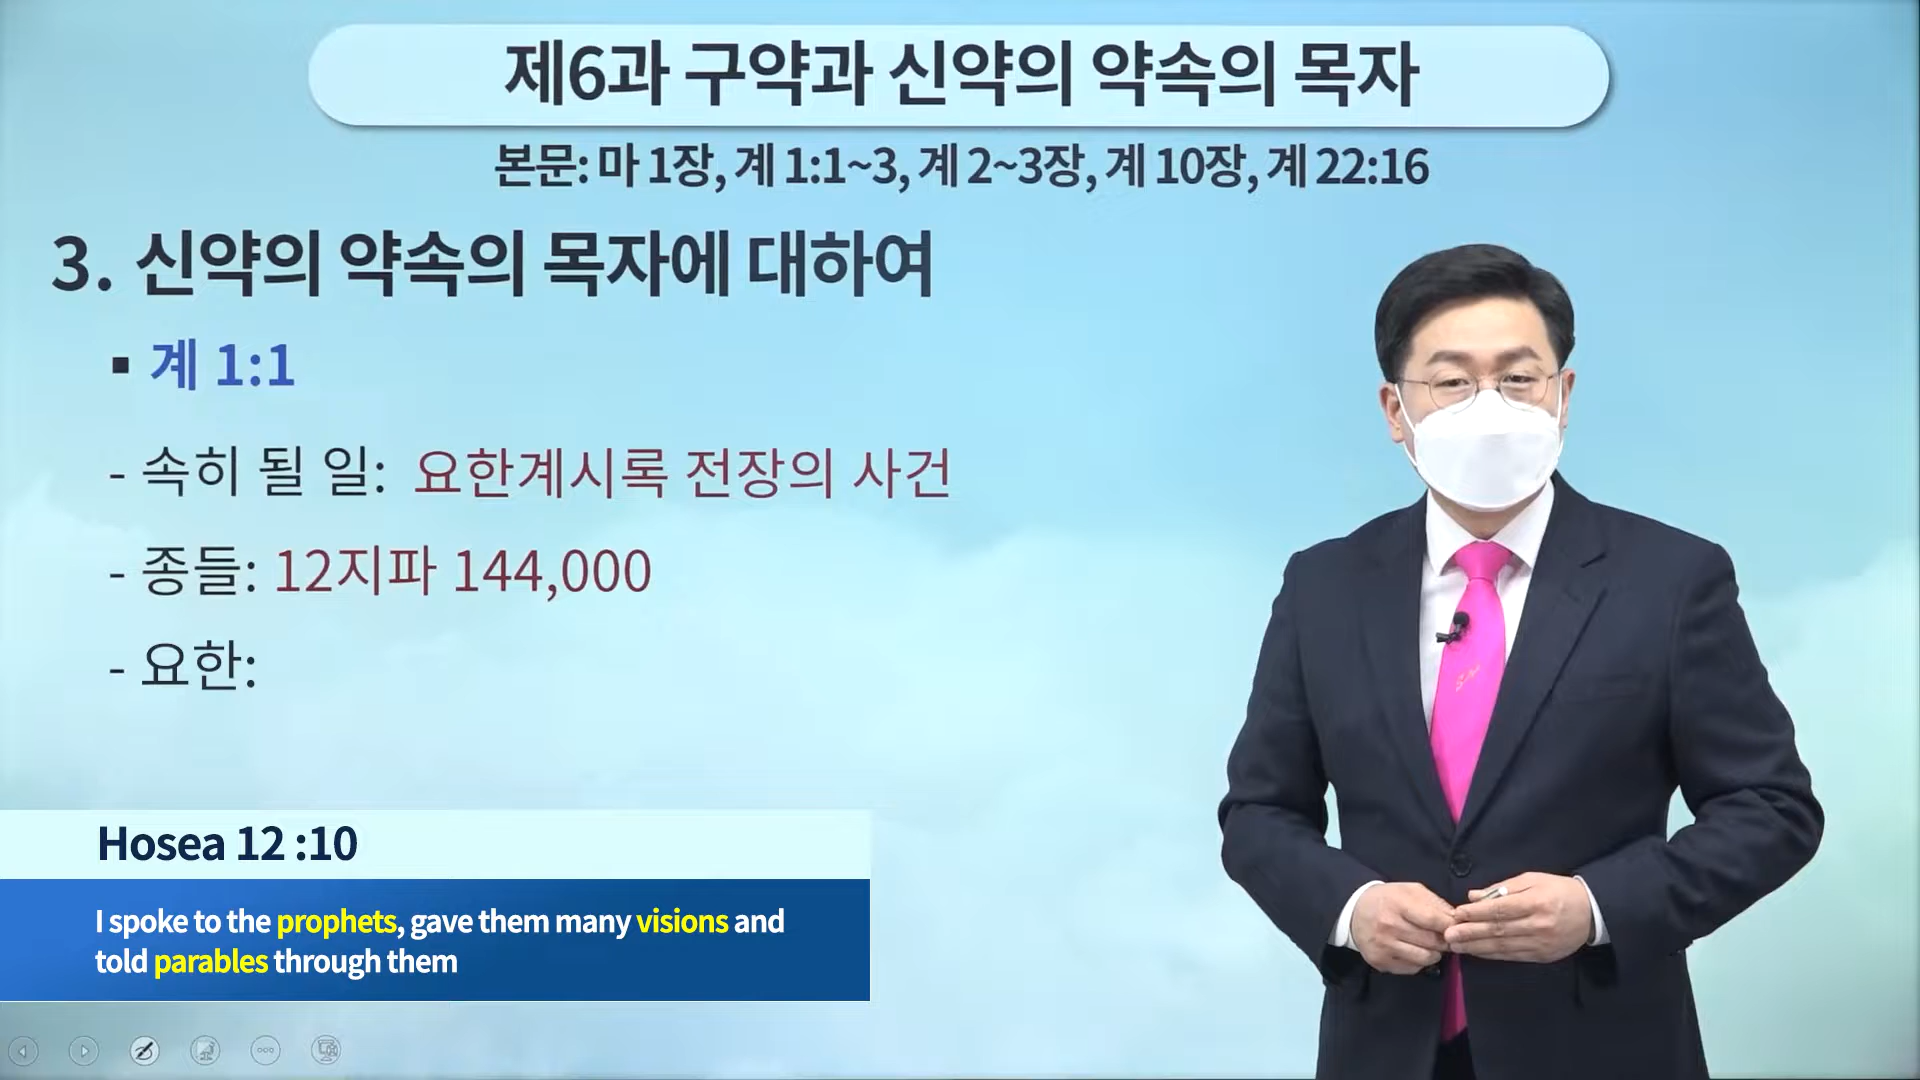 제6과 구약과 신약의 약속의 목자
본문: 마 1장, 계 1:1~3, 계 2~3장, 계 10장, 계 22:16
3. 신약의 약속의 목자에 대하여
▪ 계 1:1
- 속히 될 일: 요한계시록 전장의 사건
- 종들: 12지파 144,000
- 요한:
Hosea 12 :10
I spoke to the prophets, gave them many visions and
told parables through them